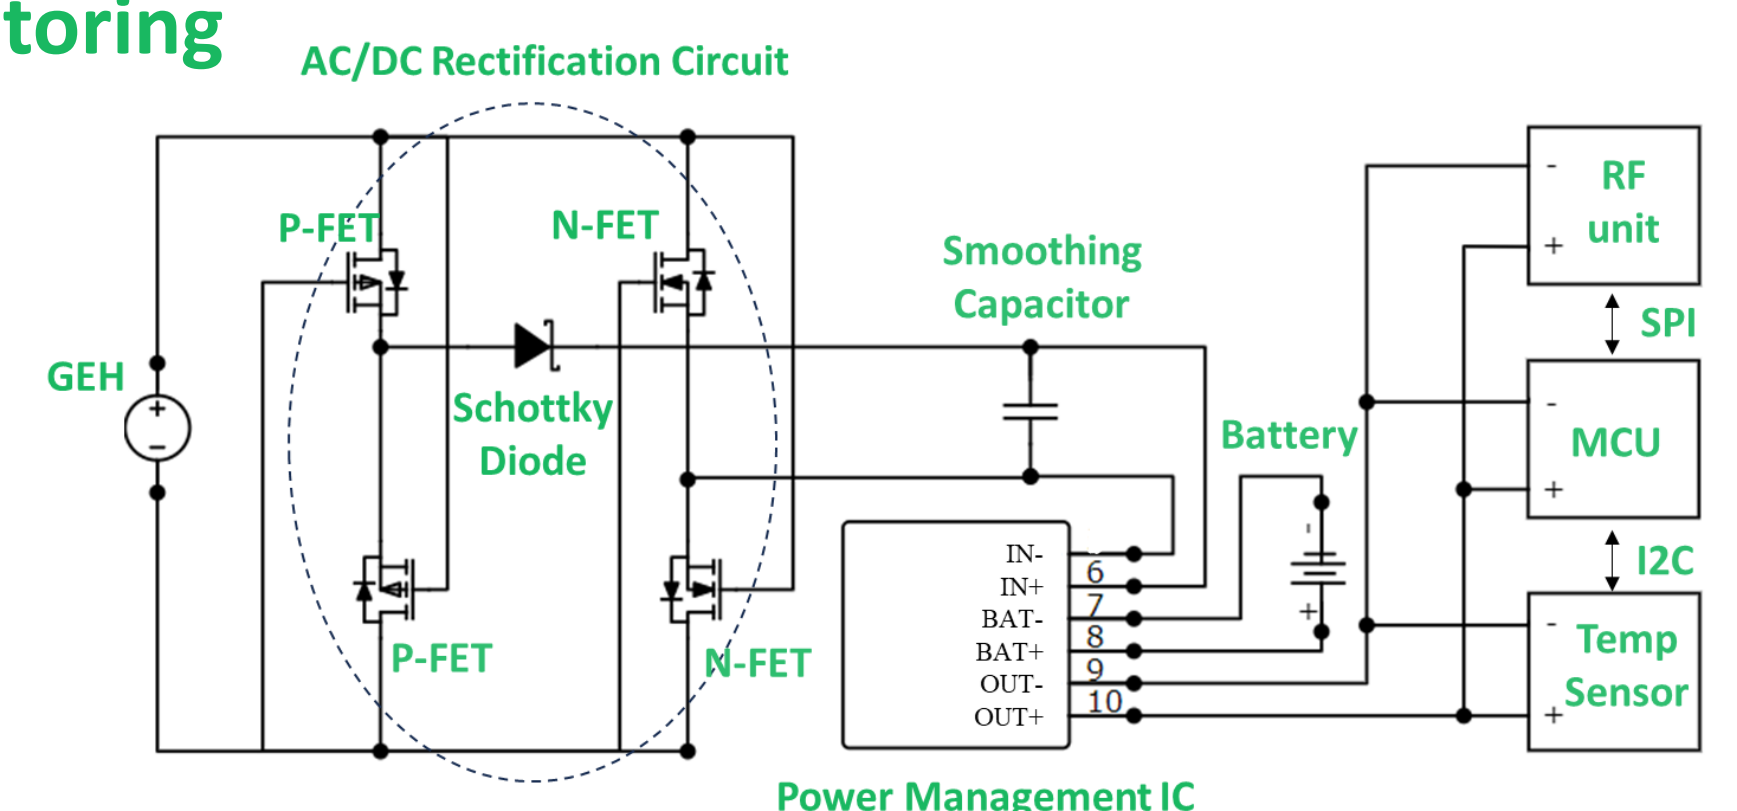 toring
AC/DC Rectification Circuit
P-FET
N-FET
GEH
+
−
Schottky
Diode
P-FET
N-FET
Smoothing
Capacitor
IN-
6
IN+
7
BAT-
8
BAT+
9
OUT-
10
OUT+
Power Management IC
Battery
-
+
-
RF
unit
+
SPI
-
MCU
+
I2C
-
Temp
Sensor
+